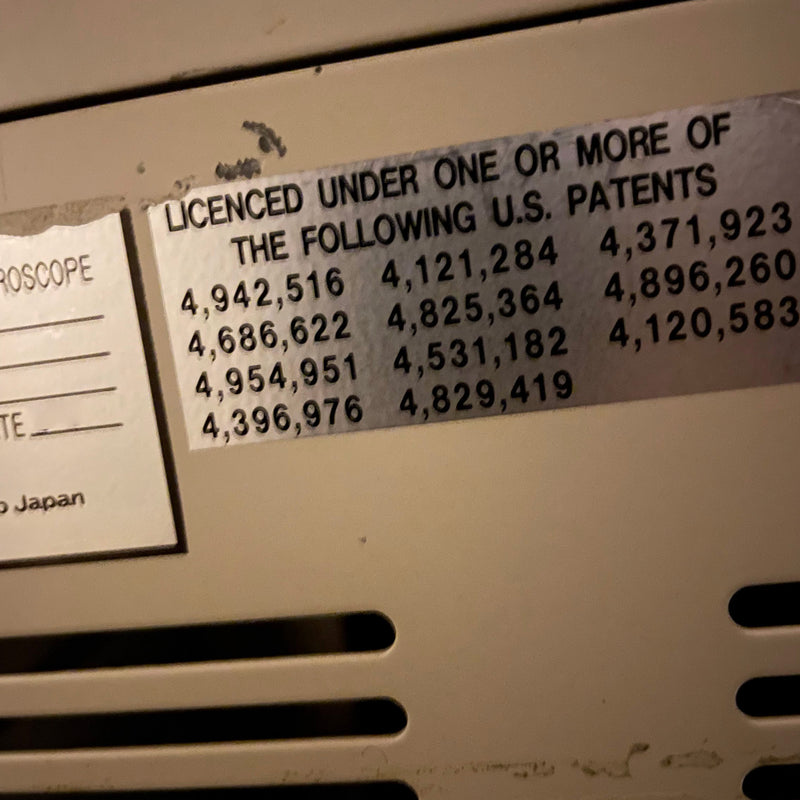 ROSCOPE
TE
Japan
LICENCED UNDER ONE OR MORE OF
THE FOLLOWING U.S. PATENTS
4,942,516 4,121,284 4,371,923
4,686,622 4,825,364 4,896,260
4,954,951 4,531,182 4,120,583
4,396,976 4,829,419